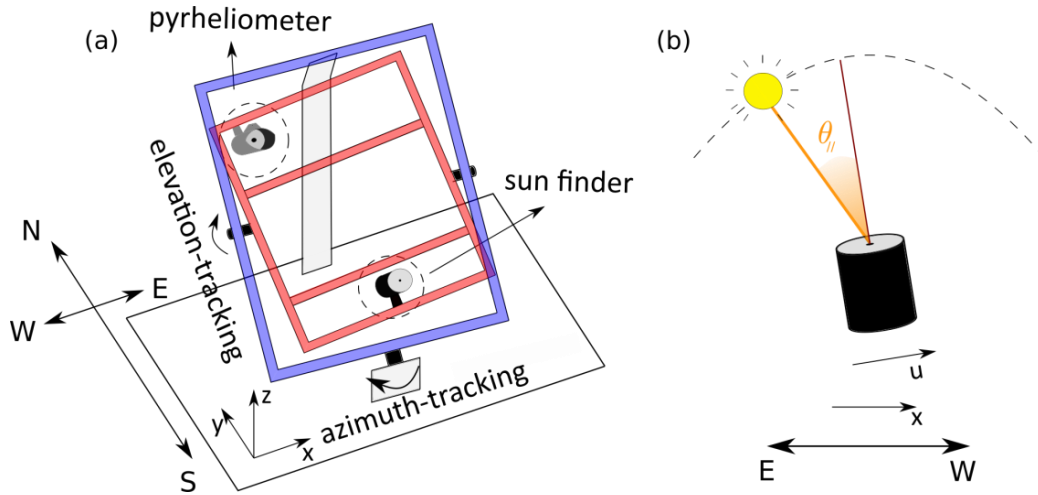 (a)
pyrheliometer
elevation-tracking
sun finder
N
E
W
S
z
y
x
azimuth-tracking
(b)
θ//
u
x
E W